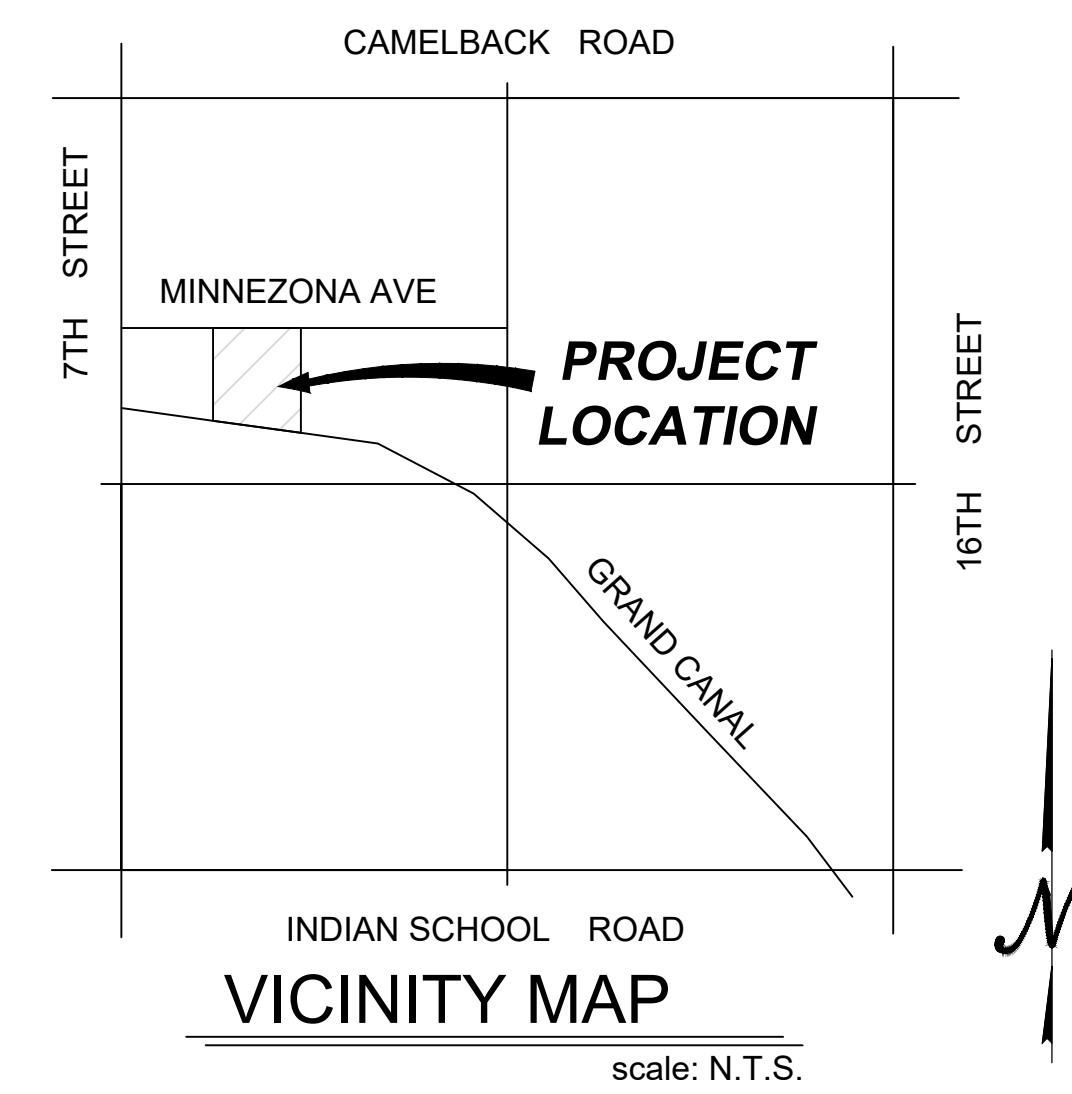 CAMELBACK ROAD
7TH STREET
MINNEZONA AVE
PROJECT
LOCATION
16TH STREET
GRAND CANAL
N
INDIAN SCHOOL ROAD
VICINITY MAP
scale: N.T.S.